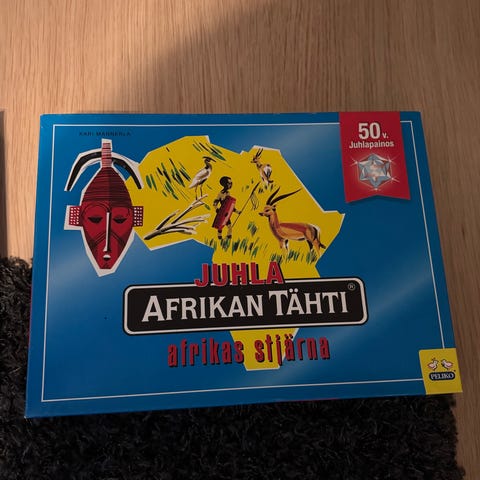 KARI MANNERLA
50 v.
Juhlapainos
JUHLA
AFRIKAN TÄHTI®
afrikas stjärna
PELIKO